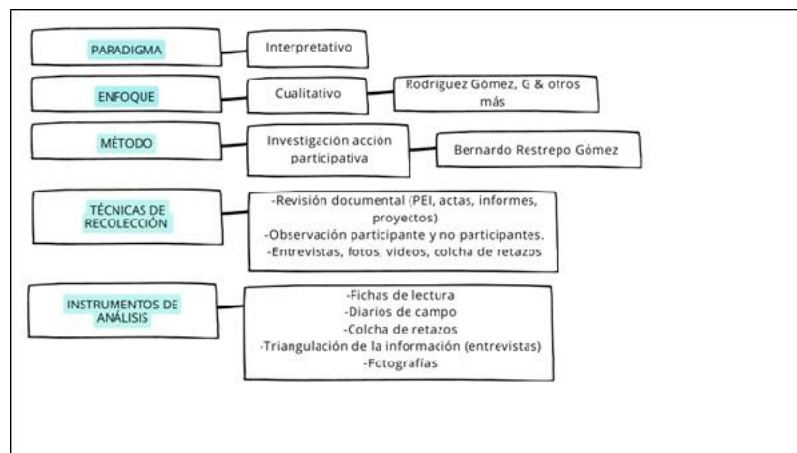 PARADIGMA
Interpretativo
ENFOQUE
Cualitativo
Rodríguez Gómez, G & otros
más
MÉTODO
Investigación acción
participativa
Bernardo Restrepo Gómez
TÉCNICAS DE
RECOLECCIÓN
-Revisión documental (PEI, actas, informes,
proyectos)
-Observación participante y no participantes.
-Entrevistas, fotos, videos, colcha de retazos
INSTRUMENTOS DE
ANÁLISIS
-Fichas de lectura
-Diarios de campo
-Colcha de retazos
-Triangulación de la información (entrevistas)
-Fotografías